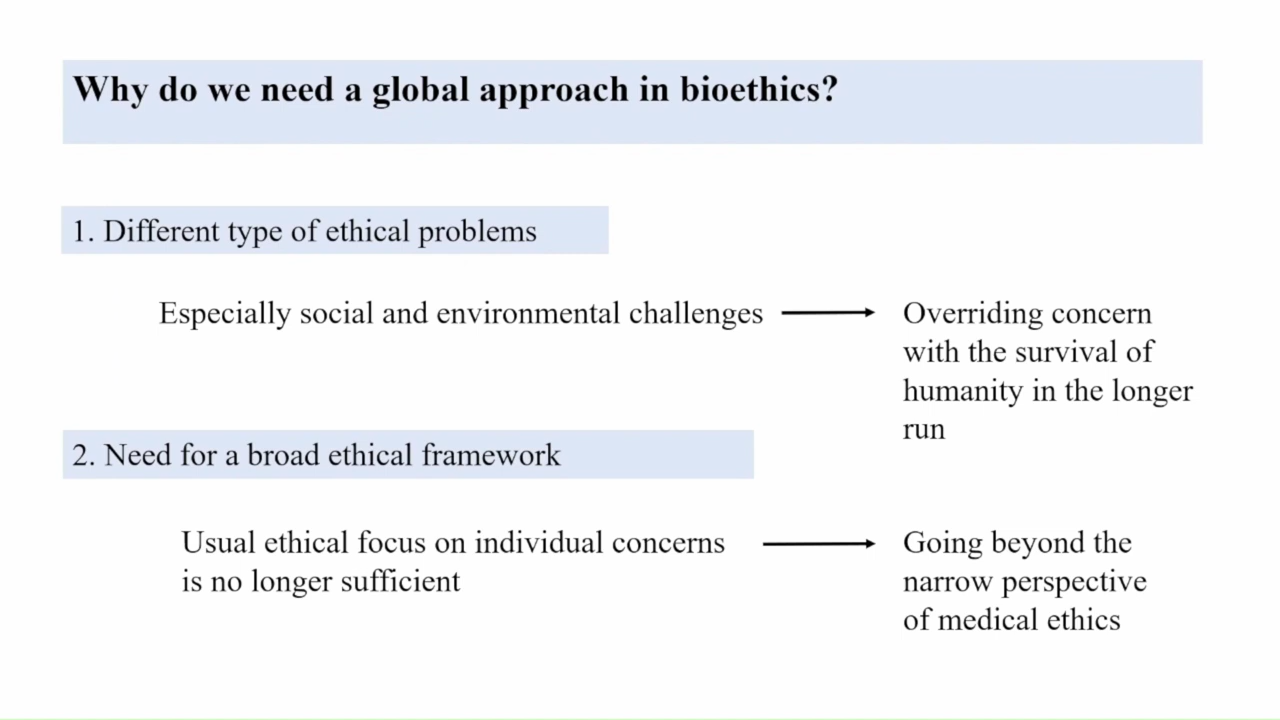 Why do we need a global approach in bioethics?
1. Different type of ethical problems
Especially social and environmental challenges
Overriding concern
with the survival of
humanity in the longer
run
2. Need for a broad ethical framework
Usual ethical focus on individual concerns
is no longer sufficient
Going beyond the
narrow perspective
of medical ethics